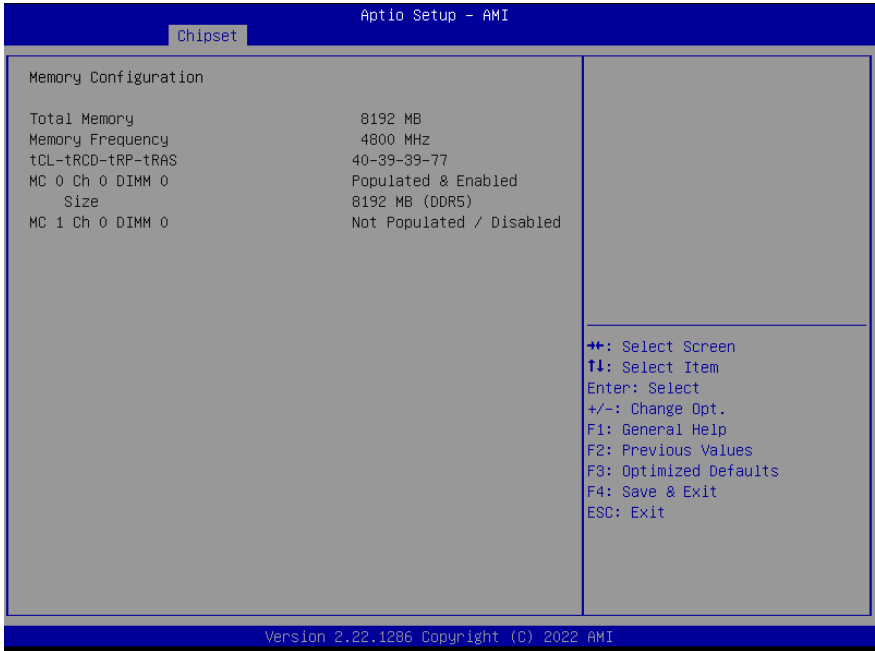 Aptio Setup – AMI
Chipset
Memory Configuration
Total Memory 8192 MB
Memory Frequency 4800 MHz
tCL-tRCD-tRP-tRAS 40-39-39-77
MC 0 Ch 0 DIMM 0 Populated & Enabled
Size 8192 MB (DDR5)
MC 1 Ch 0 DIMM 0 Not Populated / Disabled
→←: Select Screen
↑↓: Select Item
Enter: Select
+/-: Change Opt.
F1: General Help
F2: Previous Values
F3: Optimized Defaults
F4: Save & Exit
ESC: Exit
Version 2.22.1286 Copyright (C) 2022 AMI